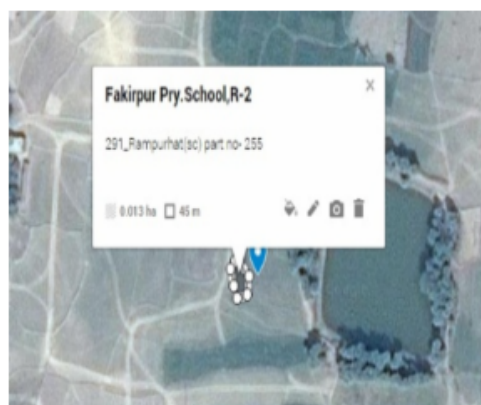 Fakirpur Pry.School,R-2
291_Rampurhat(sc) part no- 255
0.013 ha 45 m